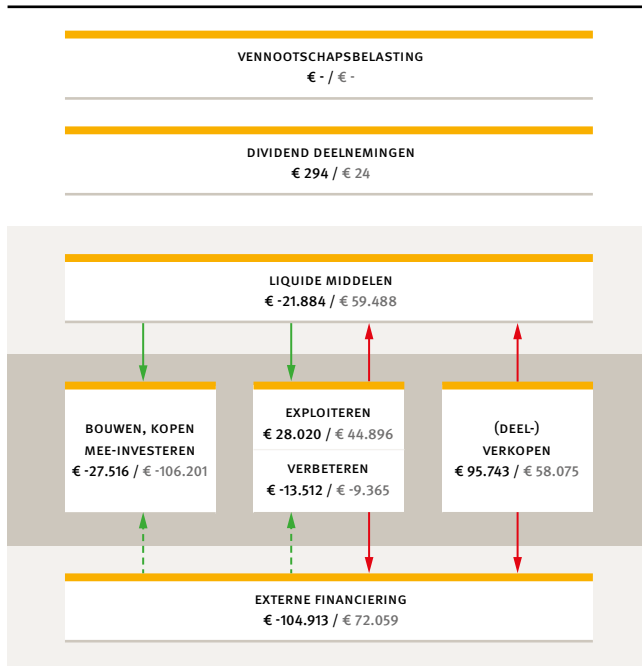 VENNOOTSCHAPSBELASTING
€ - / € -
DIVIDEND DEELNEMINGEN
€ 294 / € 24
LIQUIDE MIDDELEN
€ -21.884 / € 59.488
BOUWEN, KOPEN
MEE-INVESTEREN
€ -27.516 / € -106.201
EXPLOITEREN
€ 28.020 / € 44.896
VERBETEREN
€ -13.512 / € -9.365
(DEEL-)
VERKOPEN
€ 95.743 / € 58.075
EXTERNE FINANCIERING
€ -104.913 / € 72.059